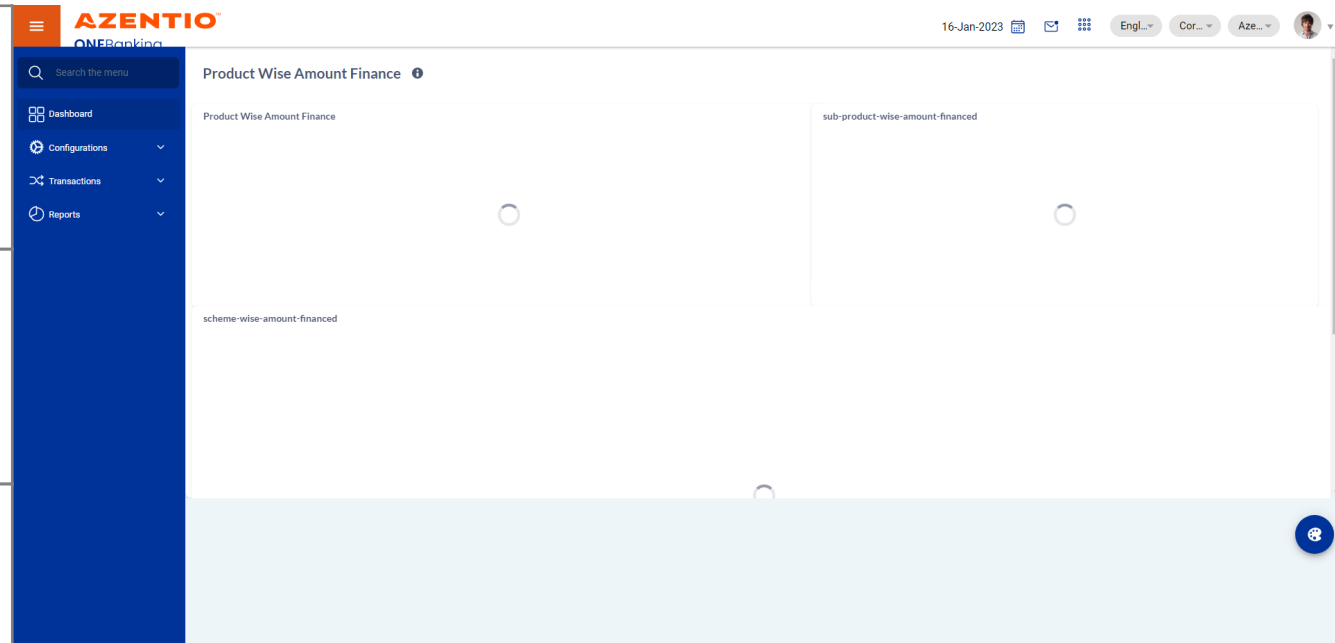 AZENTIO™
ONEBanking
16-Jan-2023
Engl...
Cor...
Aze...
Search the menu
Dashboard
Configurations
Transactions
Reports
Product Wise Amount Finance
Product Wise Amount Finance
sub-product-wise-amount-financed
scheme-wise-amount-financed